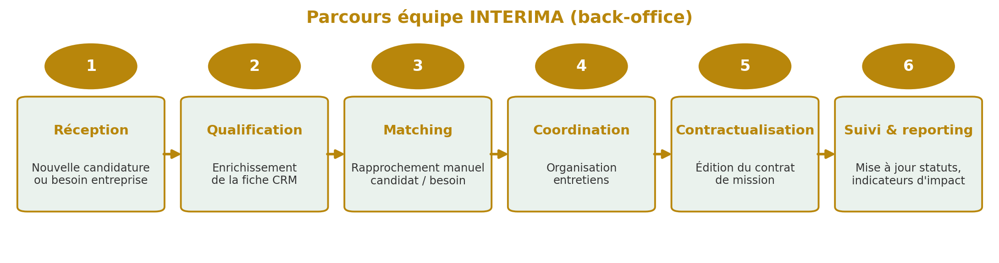 Parcours équipe INTERIMA (back-office)
1
2
3
4
5
6
Réception
Nouvelle candidature
ou besoin entreprise
Qualification
Enrichissement
de la fiche CRM
Matching
Rapprochement manuel
candidat / besoin
Coordination
Organisation
entretiens
Contractualisation
Édition du contrat
de mission
Suivi & reporting
Mise à jour statuts,
indicateurs d'impact